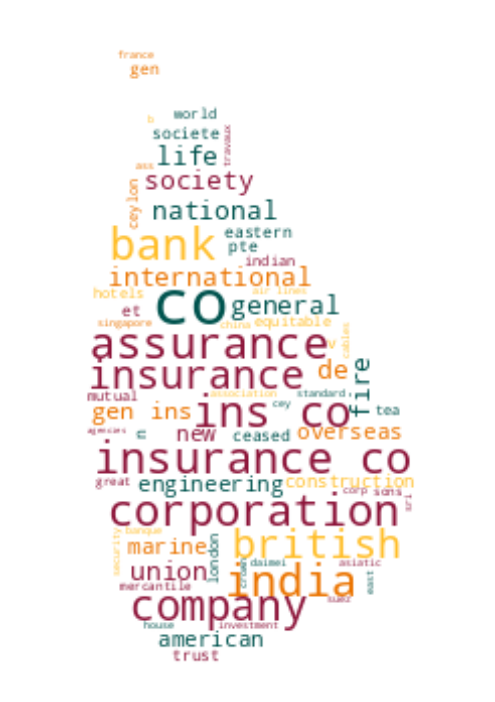 france
gen
b
world
societe
travaux
life
ass
society
ceylon
national
eastern
bank
pte
indian
international
hotels
air lines
co
general
et
singapore
china
equitable
assurance
v
cables
insurance
de
fire
mutual
association
standard
gen ins
ins co
cey
tea
agencies
new
ceased
overseas
insurance co
great
engineering
construction
corp
sons
sri
corporation
banque
security
marine
london
british
union
crown
daimei
asiatic
mercantile
india
east
company
suez
house
investment
american
trust